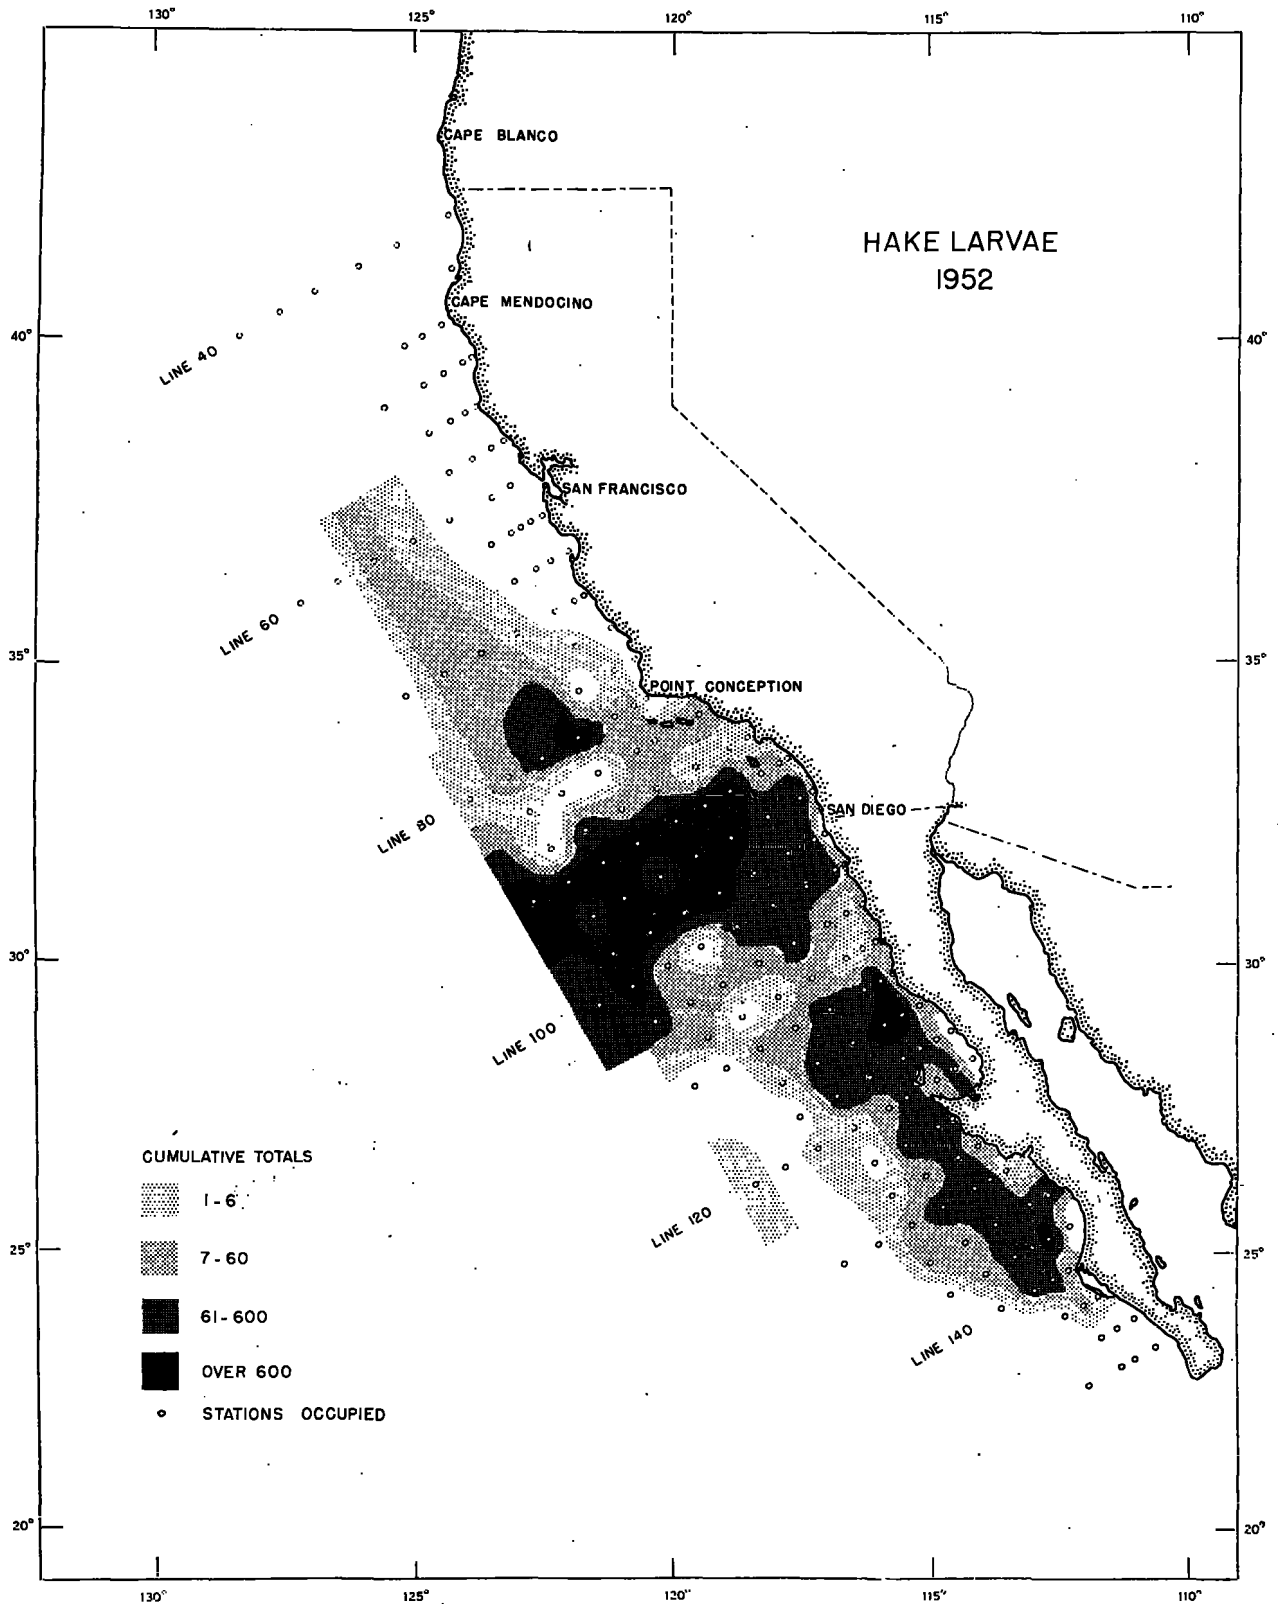 130° 125° 120° 115° 110°
CAPE BLANCO
HAKE LARVAE
1952
CAPE MENDOCINO
40° 40°
LINE 40
SAN FRANCISCO
LINE 60
35° 35°
POINT CONCEPTION
SAN DIEGO
LINE 80
30° 30°
LINE 100
CUMULATIVE TOTALS
1-6
LINE 120
25° 25°
7-60
61-600
LINE 140
OVER 600
STATIONS OCCUPIED
20° 20°
130° 125° 120° 115° 110°